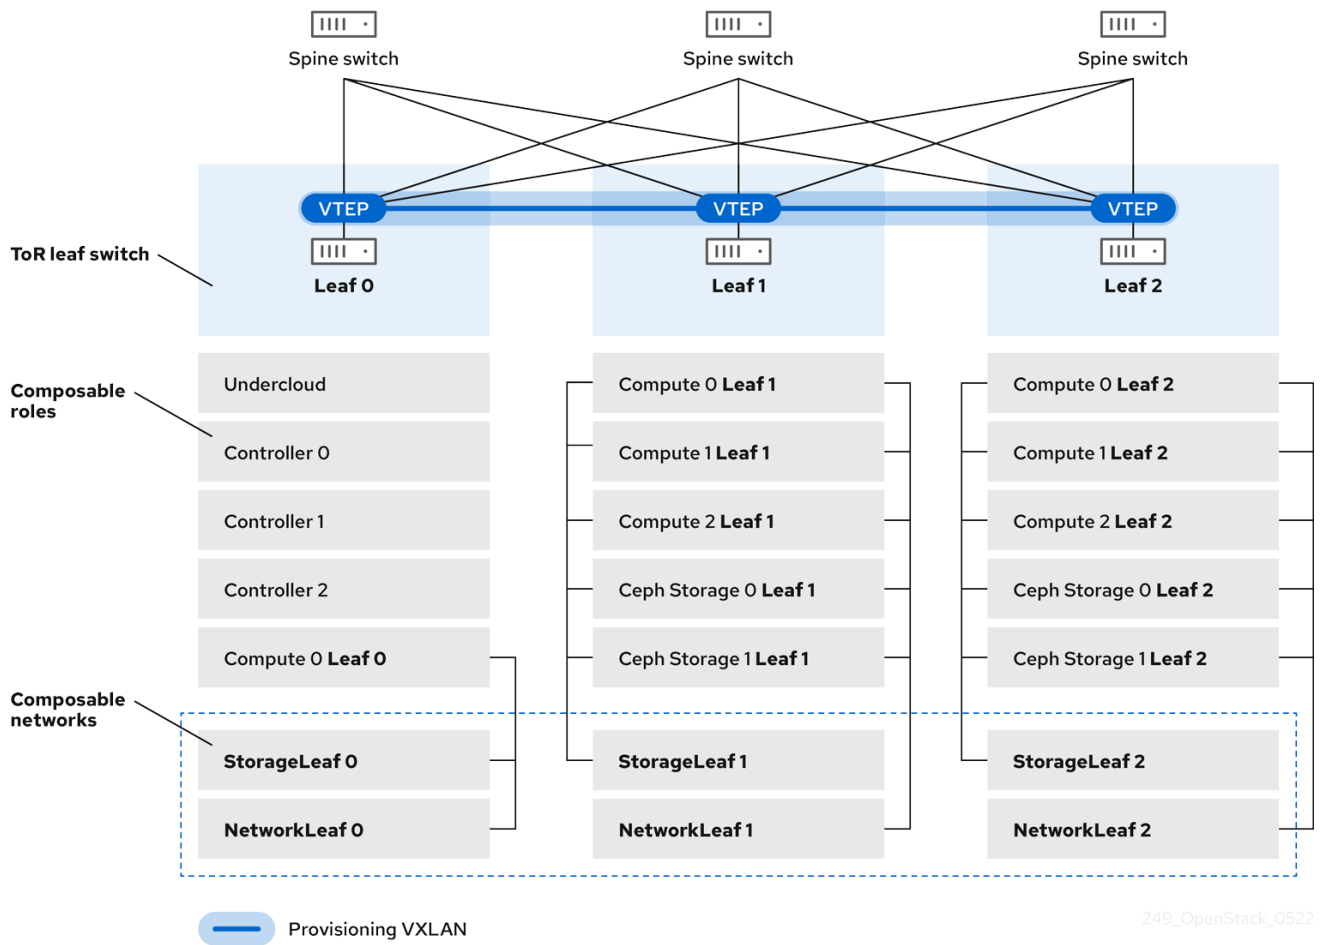 Spine switch
Spine switch
Spine switch
VTEP
VTEP
VTEP
ToR leaf switch
Leaf 0
Leaf 1
Leaf 2
Composable
roles
Undercloud
Controller 0
Controller 1
Controller 2
Compute 0 Leaf 0
Compute 0 Leaf 1
Compute 1 Leaf 1
Compute 2 Leaf 1
Ceph Storage 0 Leaf 1
Ceph Storage 1 Leaf 1
Compute 0 Leaf 2
Compute 1 Leaf 2
Compute 2 Leaf 2
Ceph Storage 0 Leaf 2
Ceph Storage 1 Leaf 2
Composable
networks
StorageLeaf 0
NetworkLeaf 0
StorageLeaf 1
NetworkLeaf 1
StorageLeaf 2
NetworkLeaf 2
Provisioning VXLAN
249_OpenStack_0522